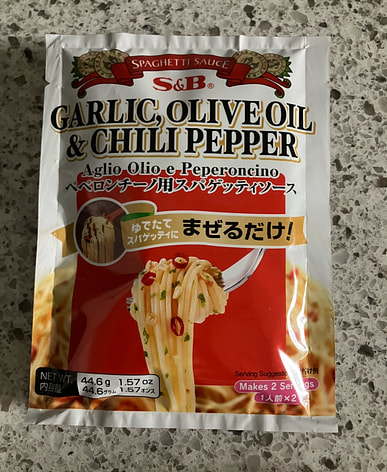 SPAGHETTI SAUCE
S&B®
GARLIC, OLIVE OIL
& CHILI PEPPER
Aglio Olio e Peperoncino
ペペロンチーノ用スパゲッティソース
ゆでたて
スパゲッティに
まぜるだけ!
Serving Suggestion
NET WT. 44.6 g 1.57 oz
内容量 44.6グラム 1.57オンス
Makes 2 Servings
1人前×2